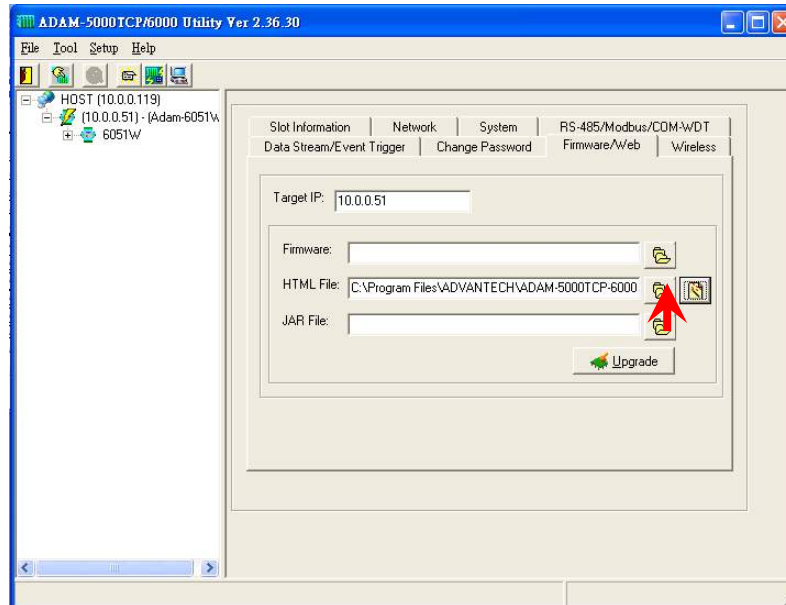 ADAM-5000TCP/6000 Utility Ver 2.36.30
File Tool Setup Help
HOST (10.0.0.119)
(10.0.0.51) - (Adam-6051W
6051W
Slot Information Network System RS-485/Modbus/COM-WDT
Data Stream/Event Trigger Change Password Firmware/Web Wireless
Target IP: 10.0.0.51
Firmware:
HTML File: C:\Program Files\ADVANTECH\ADAM-5000TCP-6000
JAR File:
Upgrade